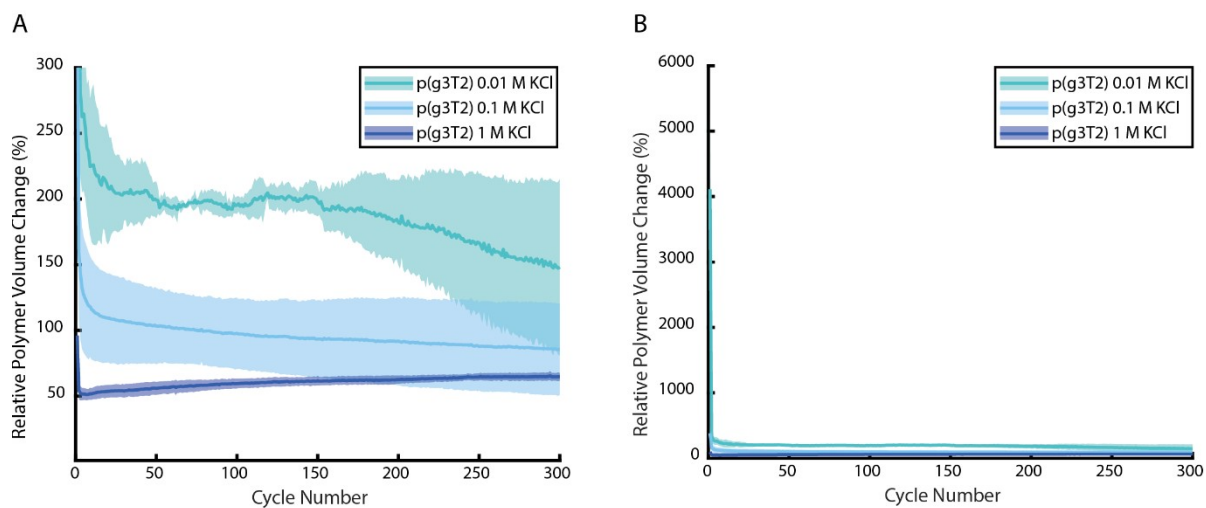 A
Relative Polymer Volume Change (%)
300
250
200
150
100
50
0
0 50 100 150 200 250 300
Cycle Number
p(g3T2) 0.01 M KCl
p(g3T2) 0.1 M KCl
p(g3T2) 1 M KCl
B
Relative Polymer Volume Change (%)
6000
5000
4000
3000
2000
1000
0
0 50 100 150 200 250 300
Cycle Number
p(g3T2) 0.01 M KCl
p(g3T2) 0.1 M KCl
p(g3T2) 1 M KCl